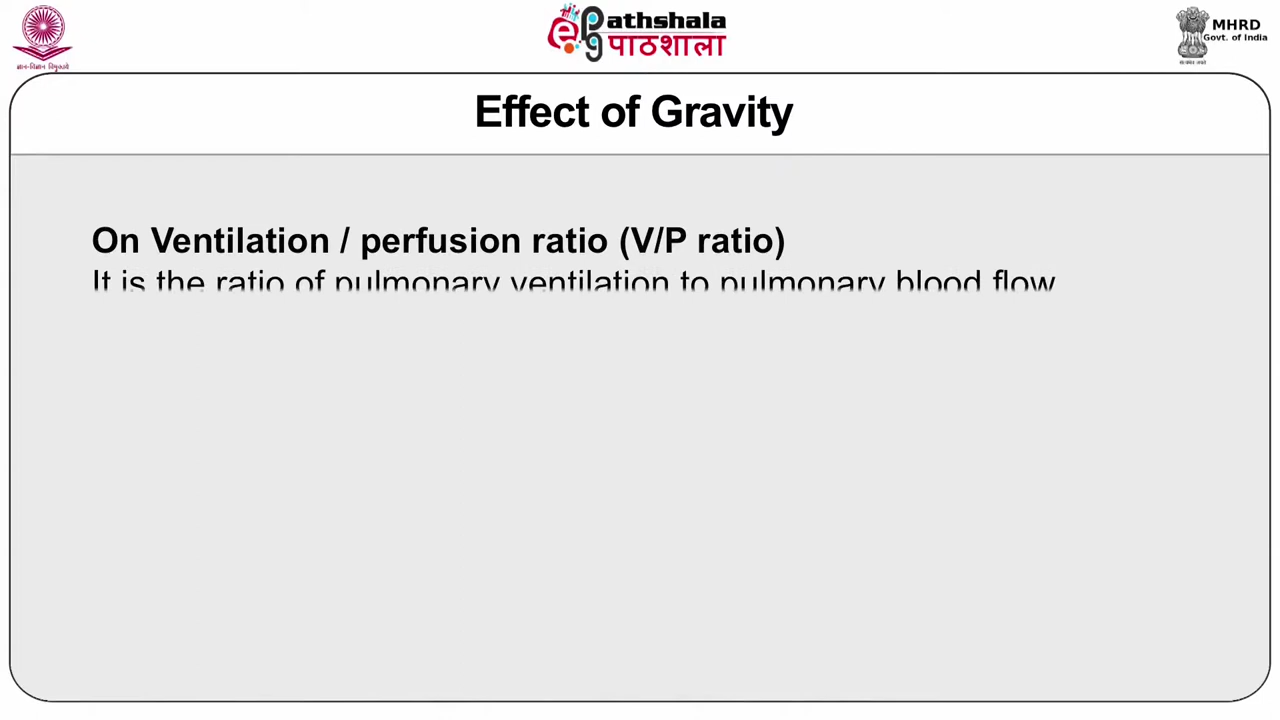 ePgathshala
पाठशाला
MHRD
Govt. of India
Effect of Gravity
On Ventilation / perfusion ratio (V/P ratio)
It is the ratio of pulmonary ventilation to pulmonary blood flow